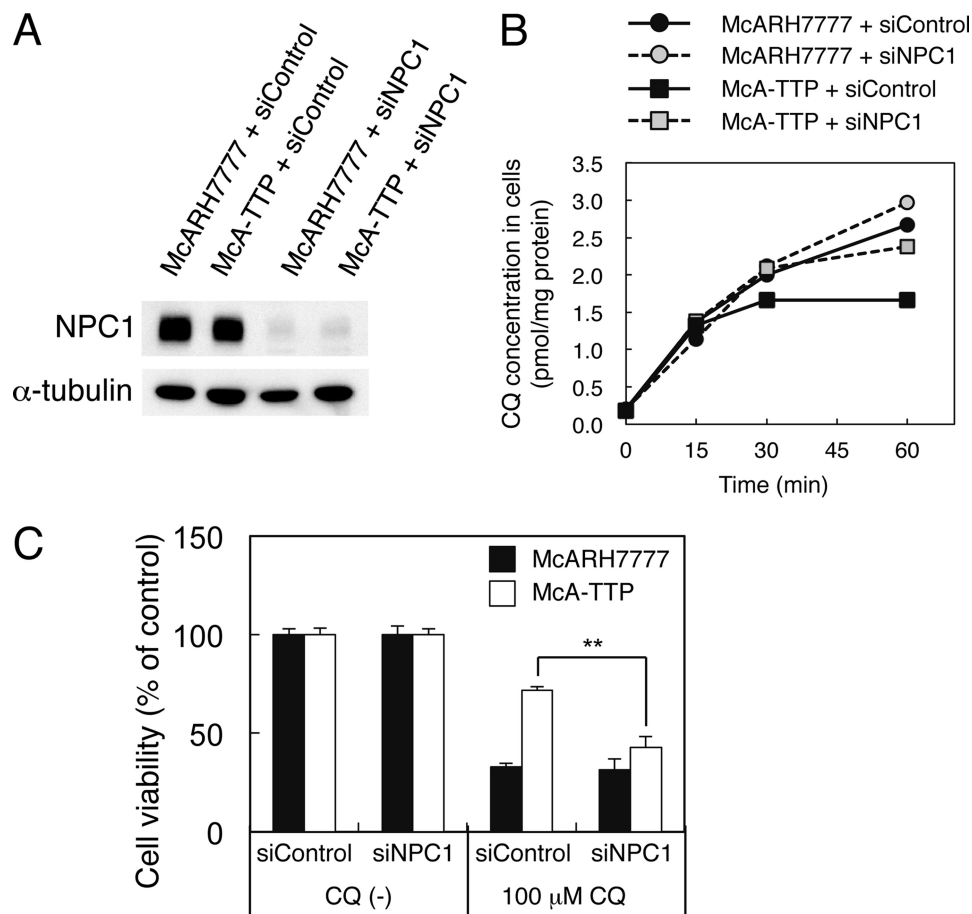 A
McARH7777 + siControl
McA-TTP + siControl
McARH7777 + siNPC1
McA-TTP + siNPC1
NPC1
α-tubulin
B
McARH7777 + siControl
McARH7777 + siNPC1
McA-TTP + siControl
McA-TTP + siNPC1
CQ concentration in cells
(pmol/mg protein)
3.5
3.0
2.5
2.0
1.5
1.0
0.5
0.0
0 15 30 45 60
Time (min)
C
Cell viability (% of control)
150
100
50
0
McARH7777
McA-TTP
**
siControl siNPC1 siControl siNPC1
CQ (-) 100 μM CQ